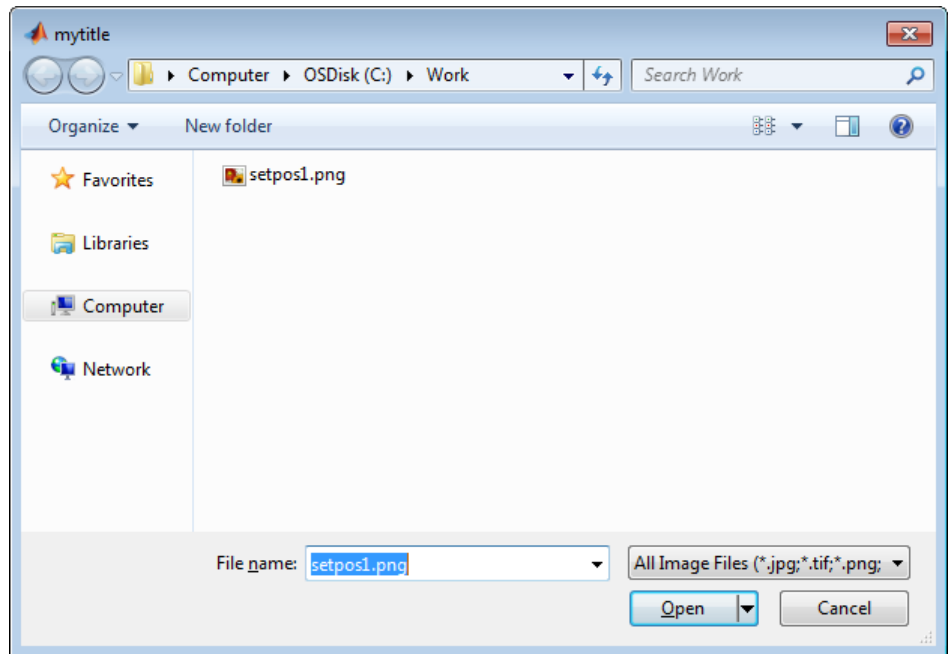 mytitle
Computer OSDisk (C:) Work Search Work
Organize New folder
Favorites setpos1.png
Libraries
Computer
Network
File name: setpos1.png All Image Files (*.jpg;*.tif;*.png;
Open Cancel